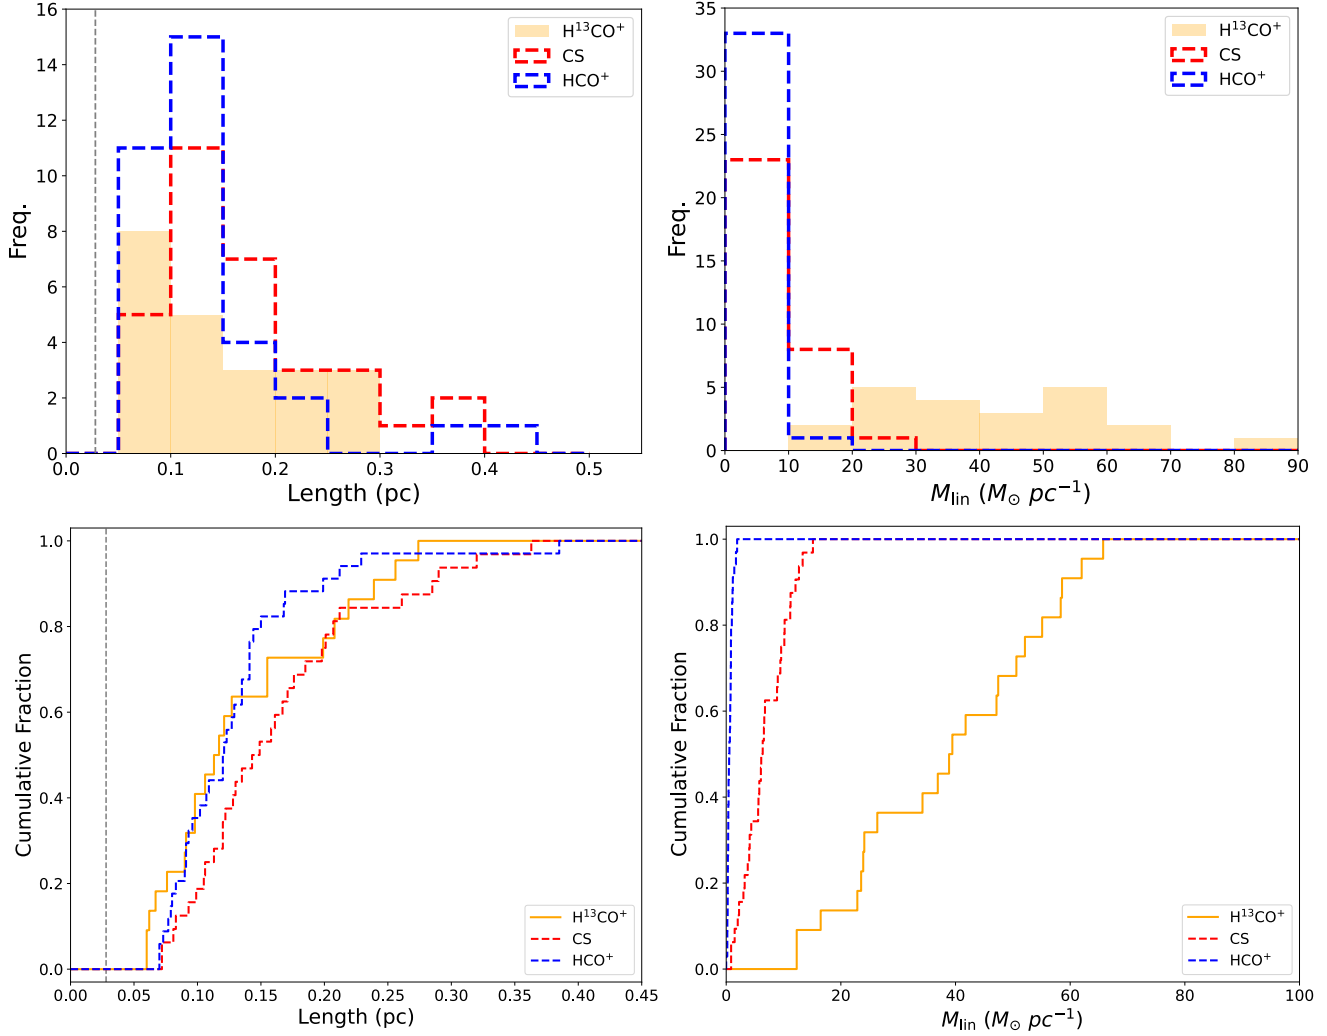 16
14
12
10
8
6
4
2
0
Freq.
0.0 0.1 0.2 0.3 0.4 0.5
Length (pc)
H¹³CO⁺
CS
HCO⁺
35
30
25
20
15
10
5
0
Freq.
0 10 20 30 40 50 60 70 80 90
M_lin (M_⊙ pc⁻¹)
H¹³CO⁺
CS
HCO⁺
1.0
0.8
0.6
0.4
0.2
0.0
Cumulative Fraction
0.00 0.05 0.10 0.15 0.20 0.25 0.30 0.35 0.40 0.45
Length (pc)
H¹³CO⁺
CS
HCO⁺
1.0
0.8
0.6
0.4
0.2
0.0
Cumulative Fraction
0 20 40 60 80 100
M_lin (M_⊙ pc⁻¹)
H¹³CO⁺
CS
HCO⁺